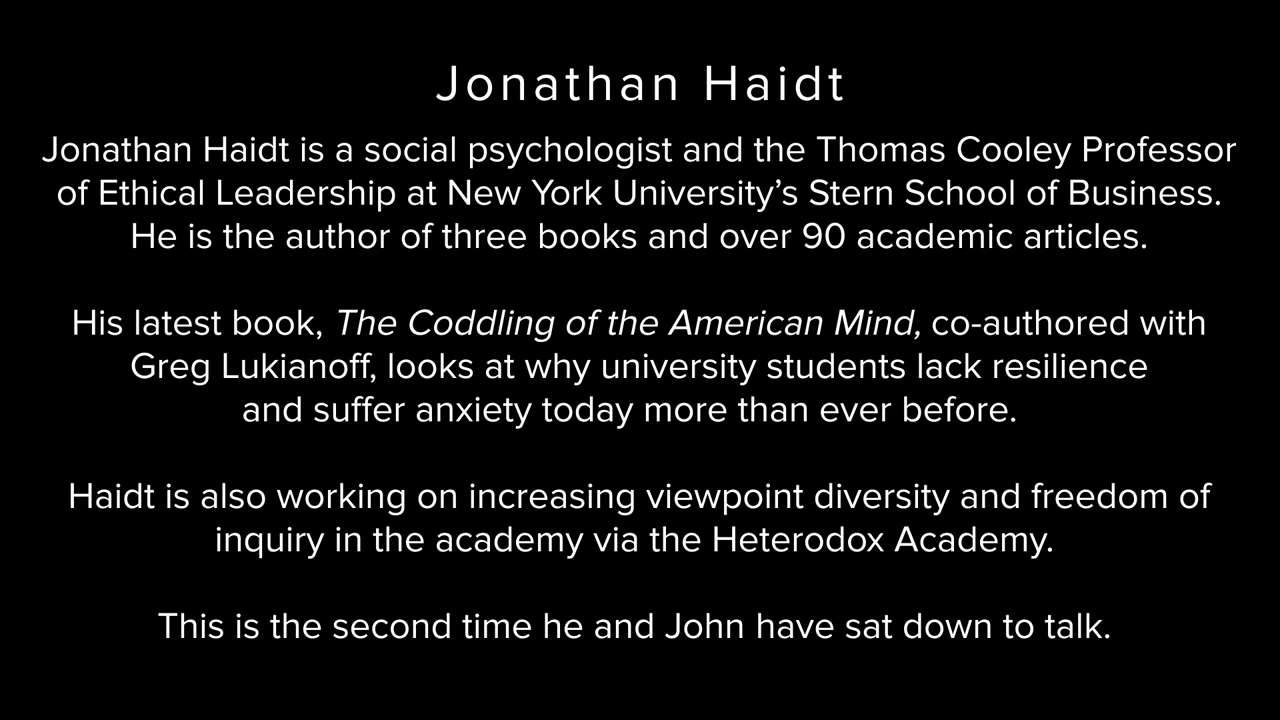 Jonathan Haidt
Jonathan Haidt is a social psychologist and the Thomas Cooley Professor
of Ethical Leadership at New York University’s Stern School of Business.
He is the author of three books and over 90 academic articles.
His latest book, The Coddling of the American Mind, co-authored with
Greg Lukianoff, looks at why university students lack resilience
and suffer anxiety today more than ever before.
Haidt is also working on increasing viewpoint diversity and freedom of
inquiry in the academy via the Heterodox Academy.
This is the second time he and John have sat down to talk.